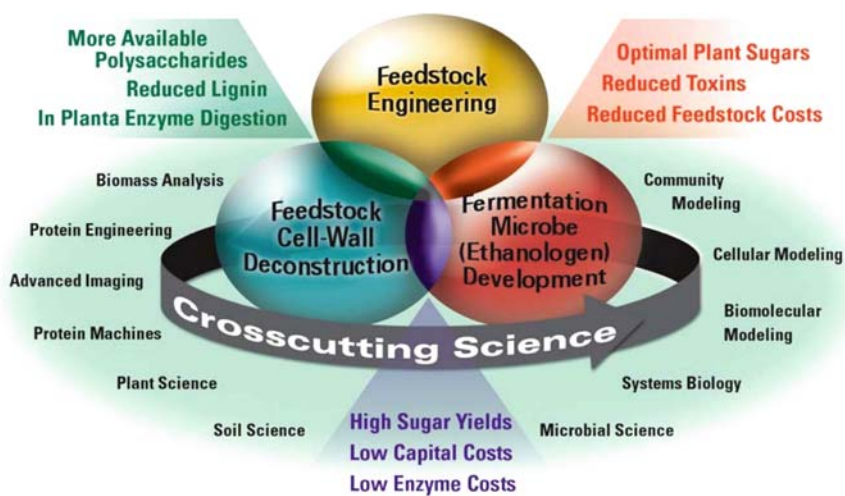 More Available
Polysaccharides
Reduced Lignin
In Planta Enzyme Digestion
Feedstock
Engineering
Optimal Plant Sugars
Reduced Toxins
Reduced Feedstock Costs
Biomass Analysis
Protein Engineering
Advanced Imaging
Protein Machines
Plant Science
Soil Science
Feedstock
Cell-Wall
Deconstruction
Fermentation
Microbe
(Ethanologen)
Development
Community
Modeling
Cellular Modeling
Biomolecular
Modeling
Systems Biology
Microbial Science
Crosscutting Science
High Sugar Yields
Low Capital Costs
Low Enzyme Costs